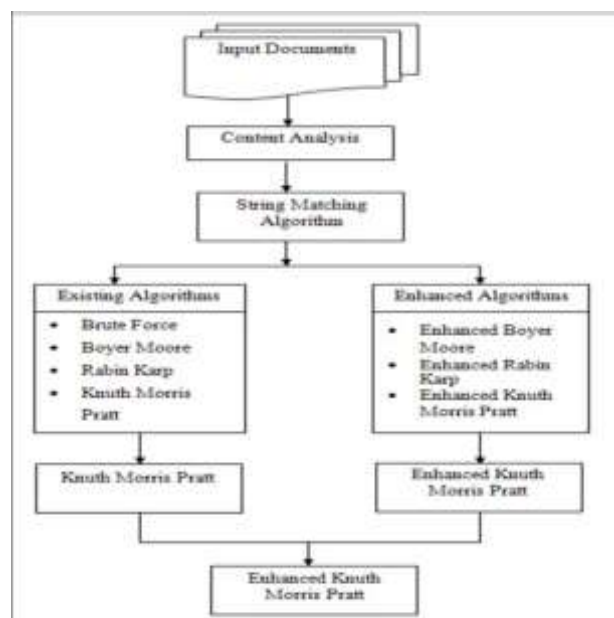 Input Documents
Content Analysis
String Matching
Algorithm
Existing Algorithms
• Brute Force
• Boyer Moore
• Rabin Karp
• Knuth Morris
Pratt
Enhanced Algorithms
• Enhanced Boyer
Moore
• Enhanced Rabin
Karp
• Enhanced Knuth
Morris Pratt
Knuth Morris Pratt
Enhanced Knuth
Morris Pratt
Enhanced Knuth
Morris Pratt